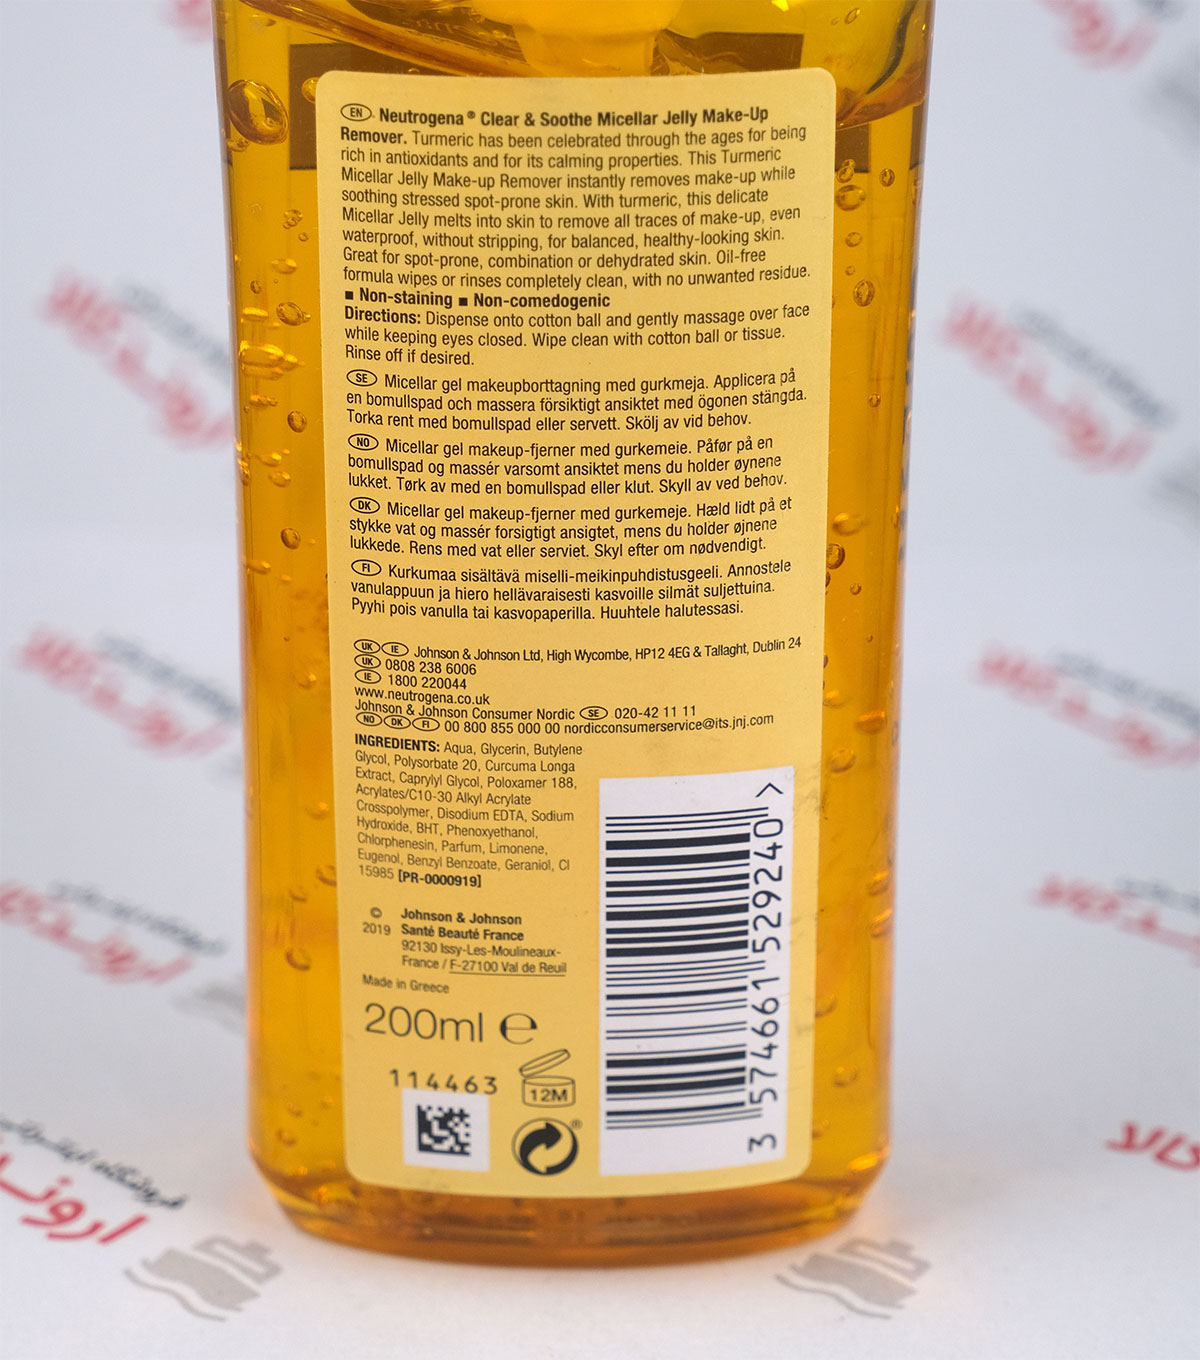 EN Neutrogena® Clear & Soothe Micellar Jelly Make-Up
Remover. Turmeric has been celebrated through the ages for being
rich in antioxidants and for its calming properties. This Turmeric
Micellar Jelly Make-up Remover instantly removes make-up while
soothing stressed spot-prone skin. With turmeric, this delicate
Micellar Jelly melts into skin to remove all traces of make-up, even
waterproof, without stripping, for balanced, healthy-looking skin.
Great for spot-prone, combination or dehydrated skin. Oil-free
formula wipes or rinses completely clean, with no unwanted residue.
■ Non-staining ■ Non-comedogenic
Directions: Dispense onto cotton ball and gently massage over face
while keeping eyes closed. Wipe clean with cotton ball or tissue.
Rinse off if desired.
SE Micellar gel makeupborttagning med gurkmeja. Applicera på
en bomullspad och massera försiktigt ansiktet med ögonen stängda.
Torka rent med bomullspad eller servett. Skölj av vid behov.
NO Micellar gel makeup-fjerner med gurkemeie. Påfør på en
bomullspad og massér varsomt ansiktet mens du holder øynene
lukket. Tørk av med en bomullspad eller klut. Skyll av ved behov.
DK Micellar gel makeup-fjerner med gurkemeje. Hæld lidt på et
stykke vat og massér forsigtigt ansigtet, mens du holder øjnene
lukkede. Rens med vat eller serviet. Skyl efter om nødvendigt.
FI Kurkumaa sisältävä miselli-meikinpuhdistusgeeli. Annostele
vanulappuun ja hiero hellävaraisesti kasvoille silmät suljettuina.
Pyyhi pois vanulla tai kasvopaperilla. Huuhtele halutessasi.
UK IE Johnson & Johnson Ltd, High Wycombe, HP12 4EG & Tallaght, Dublin 24
UK 0808 238 6006
IE 1800 220044
www.neutrogena.co.uk
Johnson & Johnson Consumer Nordic SE 020-42 11 11
NO DK FI 00 800 855 000 00 nordicconsumerservice@its.jnj.com
INGREDIENTS: Aqua, Glycerin, Butylene
Glycol, Polysorbate 20, Curcuma Longa
Extract, Caprylyl Glycol, Poloxamer 188,
Acrylates/C10-30 Alkyl Acrylate
Crosspolymer, Disodium EDTA, Sodium
Hydroxide, BHT, Phenoxyethanol,
Chlorphenesin, Parfum, Limonene,
Eugenol, Benzyl Benzoate, Geraniol, CI
15985 [PR-0000919]
© Johnson & Johnson
2019 Santé Beauté France
92130 Issy-Les-Moulineaux-
France / F-27100 Val de Reuil
Made in Greece
200ml e
114463
12M
®
3 574661 529240 >
فروشگاه اینترنتی
اروندکالا